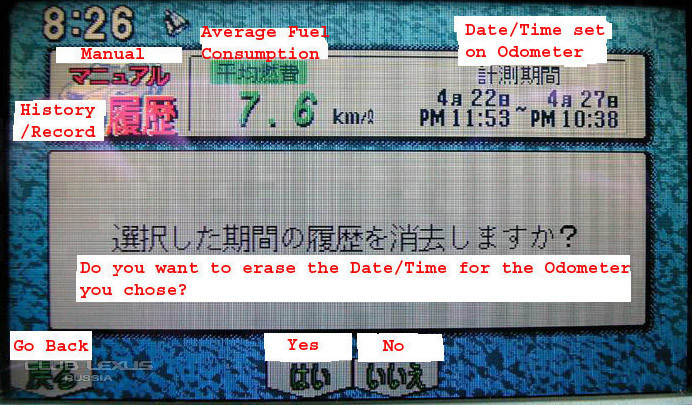 8:26
Average Fuel
Consumption
Date/Time set
on Odometer
Manual
マニュアル
平均燃費
計測期間
History
/Record
履歴
7.6 km/ℓ
4月22日 4月27日
PM 11:53 ~ PM 10:38
選択した期間の履歴を消去しますか?
Do you want to erase the Date/Time for the Odometer
you chose?
Go Back
Yes
No
CLUB LEXUS
RUSSIA
戻る
はい
いいえ